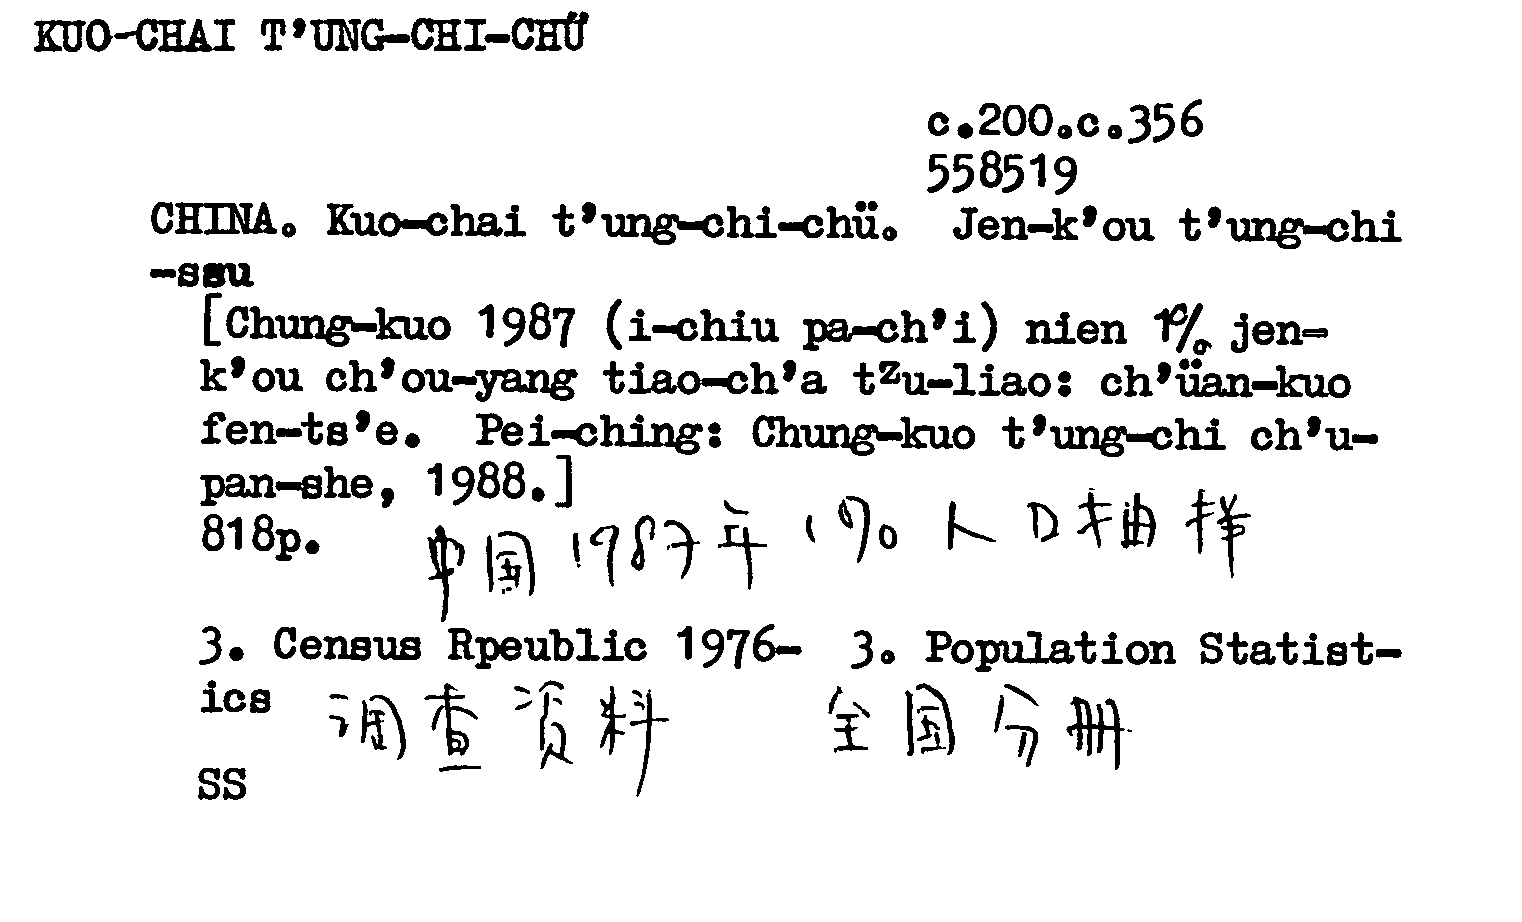 KUO-CHAI T’UNG-CHI-CHÜ
c.200.c.356
558519
CHINA. Kuo-chai t’ung-chi-chü. Jen-k’ou t’ung-chi
-ssu
[Chung-kuo 1987 (i-chiu pa-ch’i) nien 1% jen-
k’ou ch’ou-yang tiao-ch’a tzu-liao: ch’üan-kuo
fen-ts’e. Pei-ching: Chung-kuo t’ung-chi ch’u-
pan-she, 1988.]
818p.
中国1987年1%人口抽样
3. Census Rpeublic 1976- 3. Population Statist-
ics
调查资料 全国分册
SS